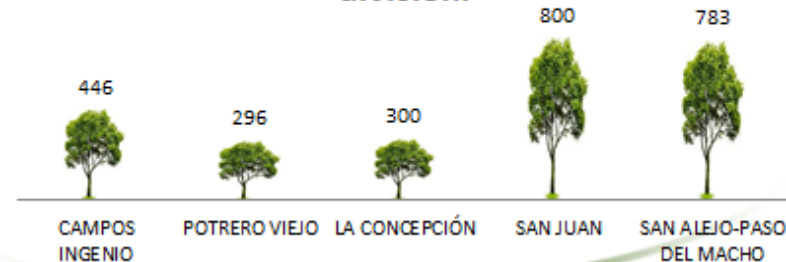 800
783
446
296
300
CAMPOS INGENIO
POTRERO VIEJO
LA CONCEPCIÓN
SAN JUAN
SAN ALEJO-PASO DEL MACHO